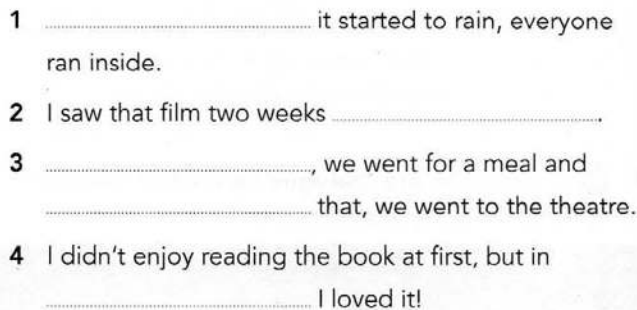 1 ........................................ it started to rain, everyone
ran inside.
2 I saw that film two weeks ........................................ .
3 ........................................, we went for a meal and
........................................ that, we went to the theatre.
4 I didn't enjoy reading the book at first, but in
........................................ I loved it!